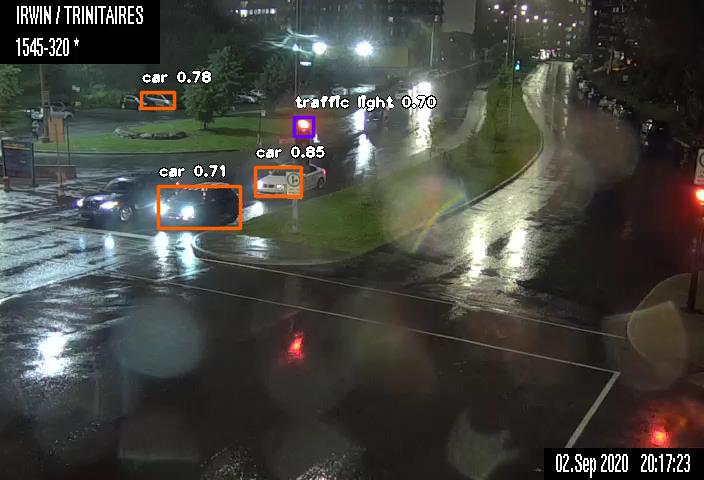 IRWIN / TRINITAIRES
1545-320 *
car 0.78
traffic light 0.70
car 0.85
car 0.71
02.Sep 2020 20:17:23